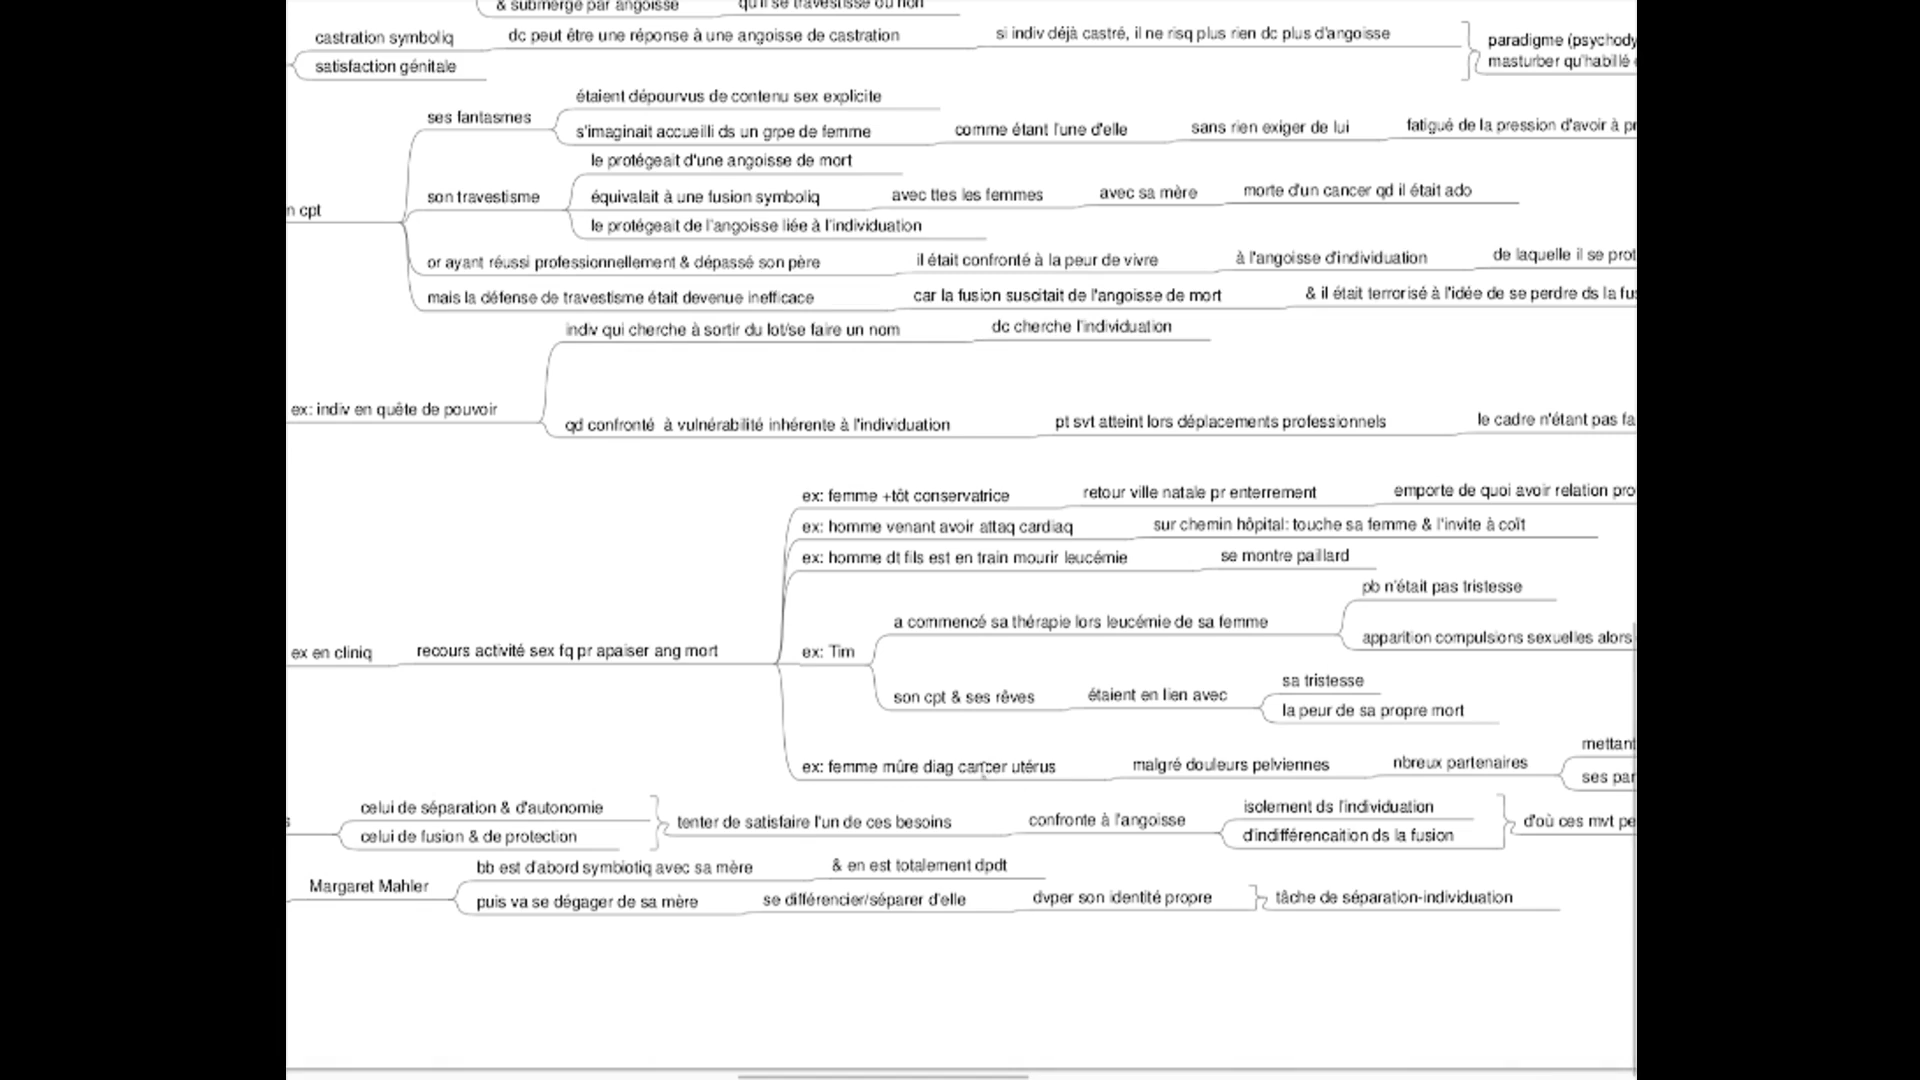 & submergé par angoisse
qu'il se travestisse ou non
castration symboliq
dc peut être une réponse à une angoisse de castration
si indiv déjà castré, il ne risq plus rien dc plus d'angoisse
satisfaction génitale
paradigme (psychody
masturber qu'habillé
ses fantasmes
étaient dépourvus de contenu sex explicite
s'imaginait accueilli ds un grpe de femme
comme étant l'une d'elle
sans rien exiger de lui
fatigué de la pression d'avoir à pr
n cpt
son travestisme
le protégeait d'une angoisse de mort
équivalait à une fusion symboliq
avec ttes les femmes
avec sa mère
morte d'un cancer qd il était ado
le protégeait de l'angoisse liée à l'individuation
or ayant réussi professionnellement & dépassé son père
il était confronté à la peur de vivre
à l'angoisse d'individuation
de laquelle il se prot
mais la défense de travestisme était devenue inefficace
car la fusion suscitait de l'angoisse de mort
& il était terrorisé à l'idée de se perdre ds la fu
ex: indiv en quête de pouvoir
indiv qui cherche à sortir du lot/se faire un nom
dc cherche l'individuation
qd confronté à vulnérabilité inhérente à l'individuation
pt svt atteint lors déplacements professionnels
le cadre n'étant pas fa
ex en cliniq
recours activité sex fq pr apaiser ang mort
ex: femme +tôt conservatrice
retour ville natale pr enterrement
emporte de quoi avoir relation pro
ex: homme venant avoir attaq cardiaq
sur chemin hôpital: touche sa femme & l'invite à coït
ex: homme dt fils est en train mourir leucémie
se montre paillard
ex: Tim
a commencé sa thérapie lors leucémie de sa femme
pb n'était pas tristesse
apparition compulsions sexuelles alors
son cpt & ses rêves
étaient en lien avec
sa tristesse
la peur de sa propre mort
ex: femme mûre diag cancer utérus
malgré douleurs pelviennes
nbreux partenaires
mettant
ses par
s
celui de séparation & d'autonomie
celui de fusion & de protection
tenter de satisfaire l'un de ces besoins
confronte à l'angoisse
isolement ds l'individuation
d'indifférencaition ds la fusion
d'où ces mvt pe
Margaret Mahler
bb est d'abord symbiotiq avec sa mère
& en est totalement dpdt
puis va se dégager de sa mère
se différencier/séparer d'elle
dvper son identité propre
tâche de séparation-individuation